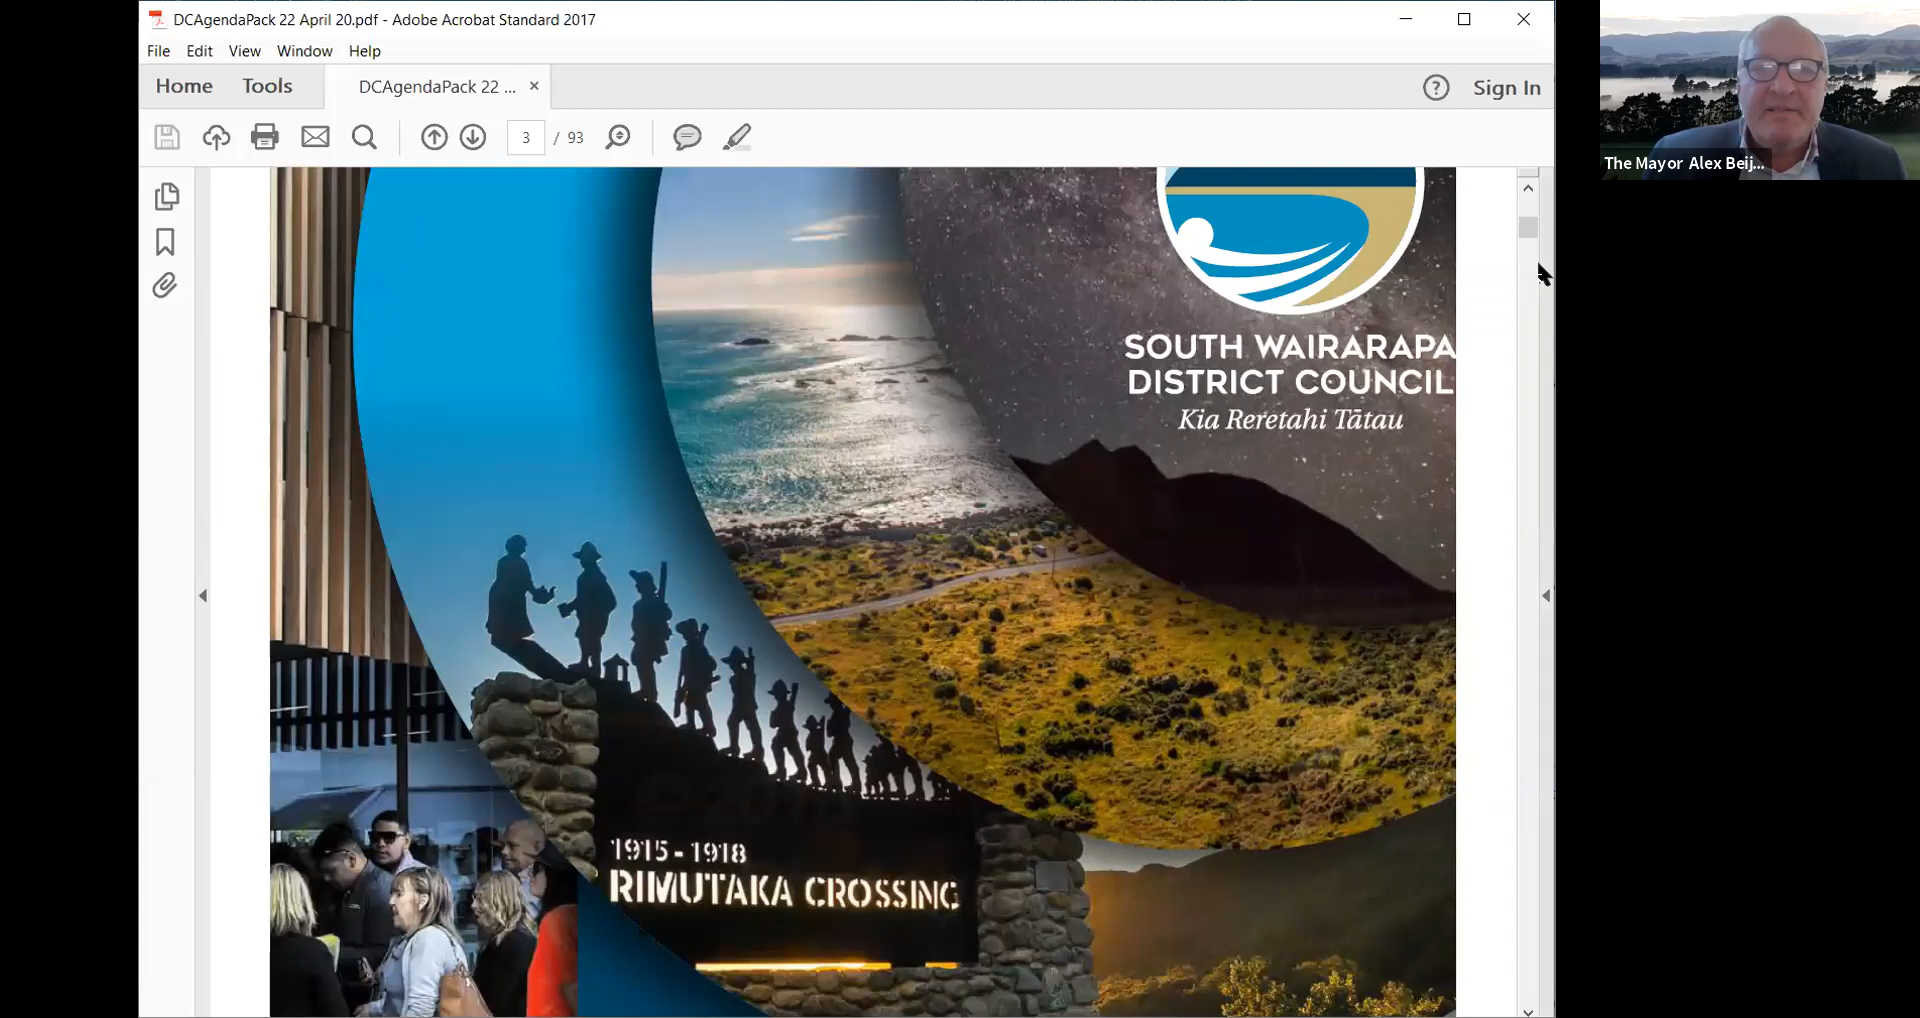 DCAgendaPack 22 April 20.pdf - Adobe Acrobat Standard 2017
File Edit View Window Help
Home Tools DCAgendaPack 22 ... ×
? Sign In
3 / 93
The Mayor Alex Beij...
SOUTH WAIRARAPA
DISTRICT COUNCIL
Kia Reretahi Tātau
1915 - 1918
RIMUTAKA CROSSING